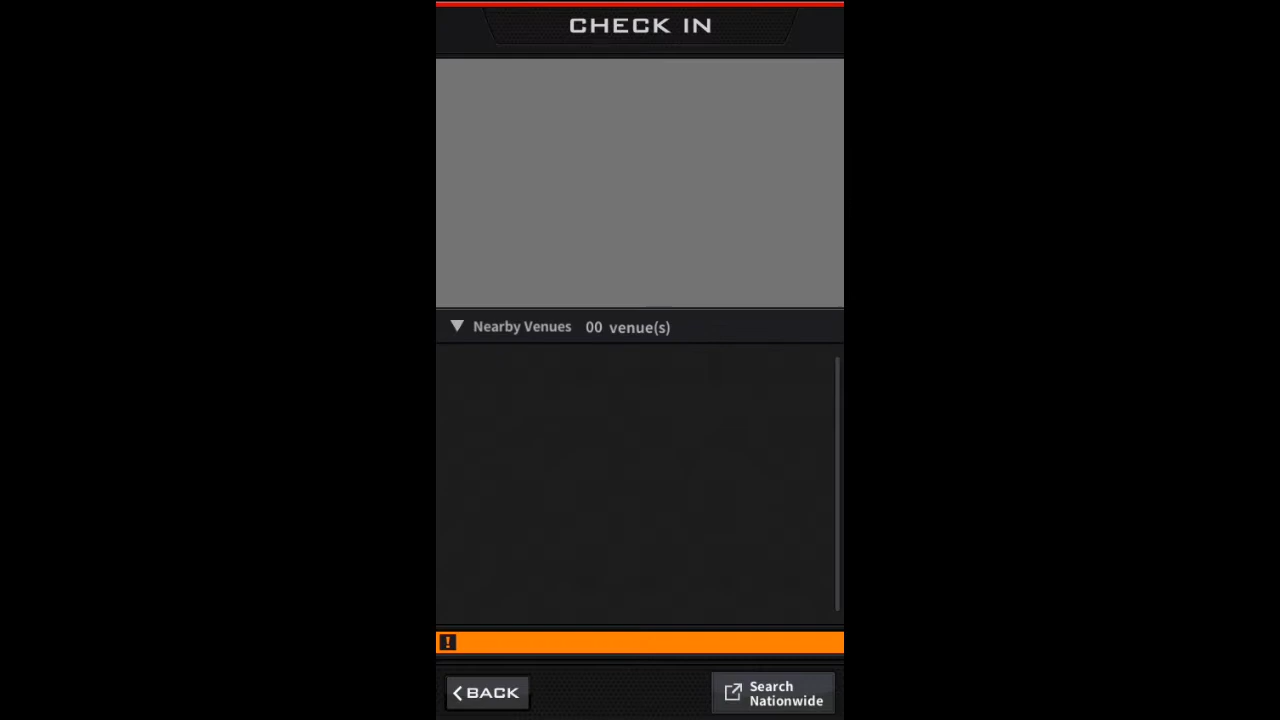 CHECK IN
Nearby Venues 00 venue(s)
!
BACK
Search
Nationwide